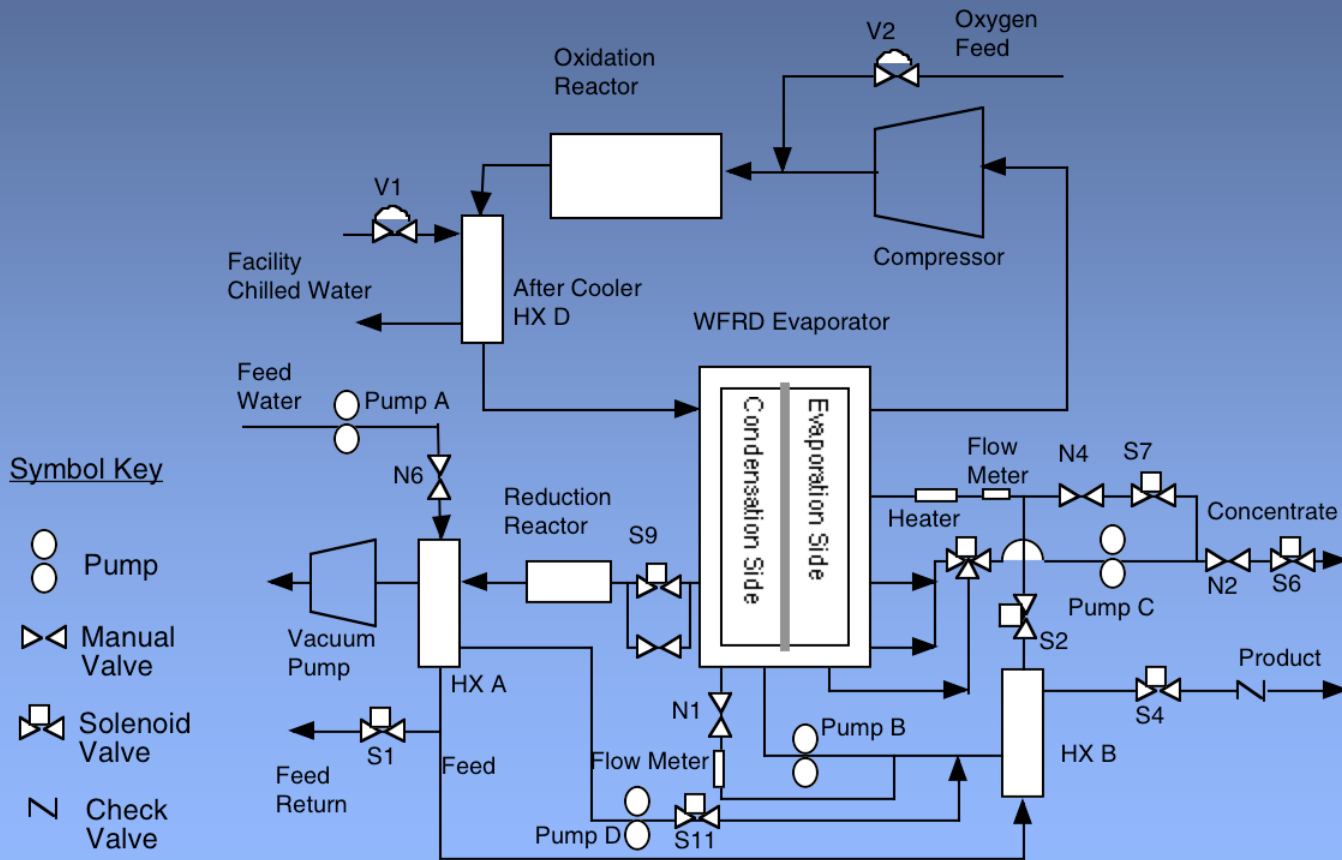 V2
Oxygen
Feed
Oxidation
Reactor
V1
Compressor
Facility
Chilled Water
After Cooler
HX D
WFRD Evaporator
Feed
Water
Pump A
Condensation Side
Evaporation Side
Symbol Key
N6
Reduction
Reactor
S9
Flow
Meter
N4
S7
Heater
Concentrate
Pump
Vacuum
Pump
Pump C
N2
S6
Manual
Valve
HX A
S2
Product
N1
Pump B
S4
Solenoid
Valve
S1
Feed
Flow Meter
HX B
Feed
Return
Check
Valve
Pump D
S11